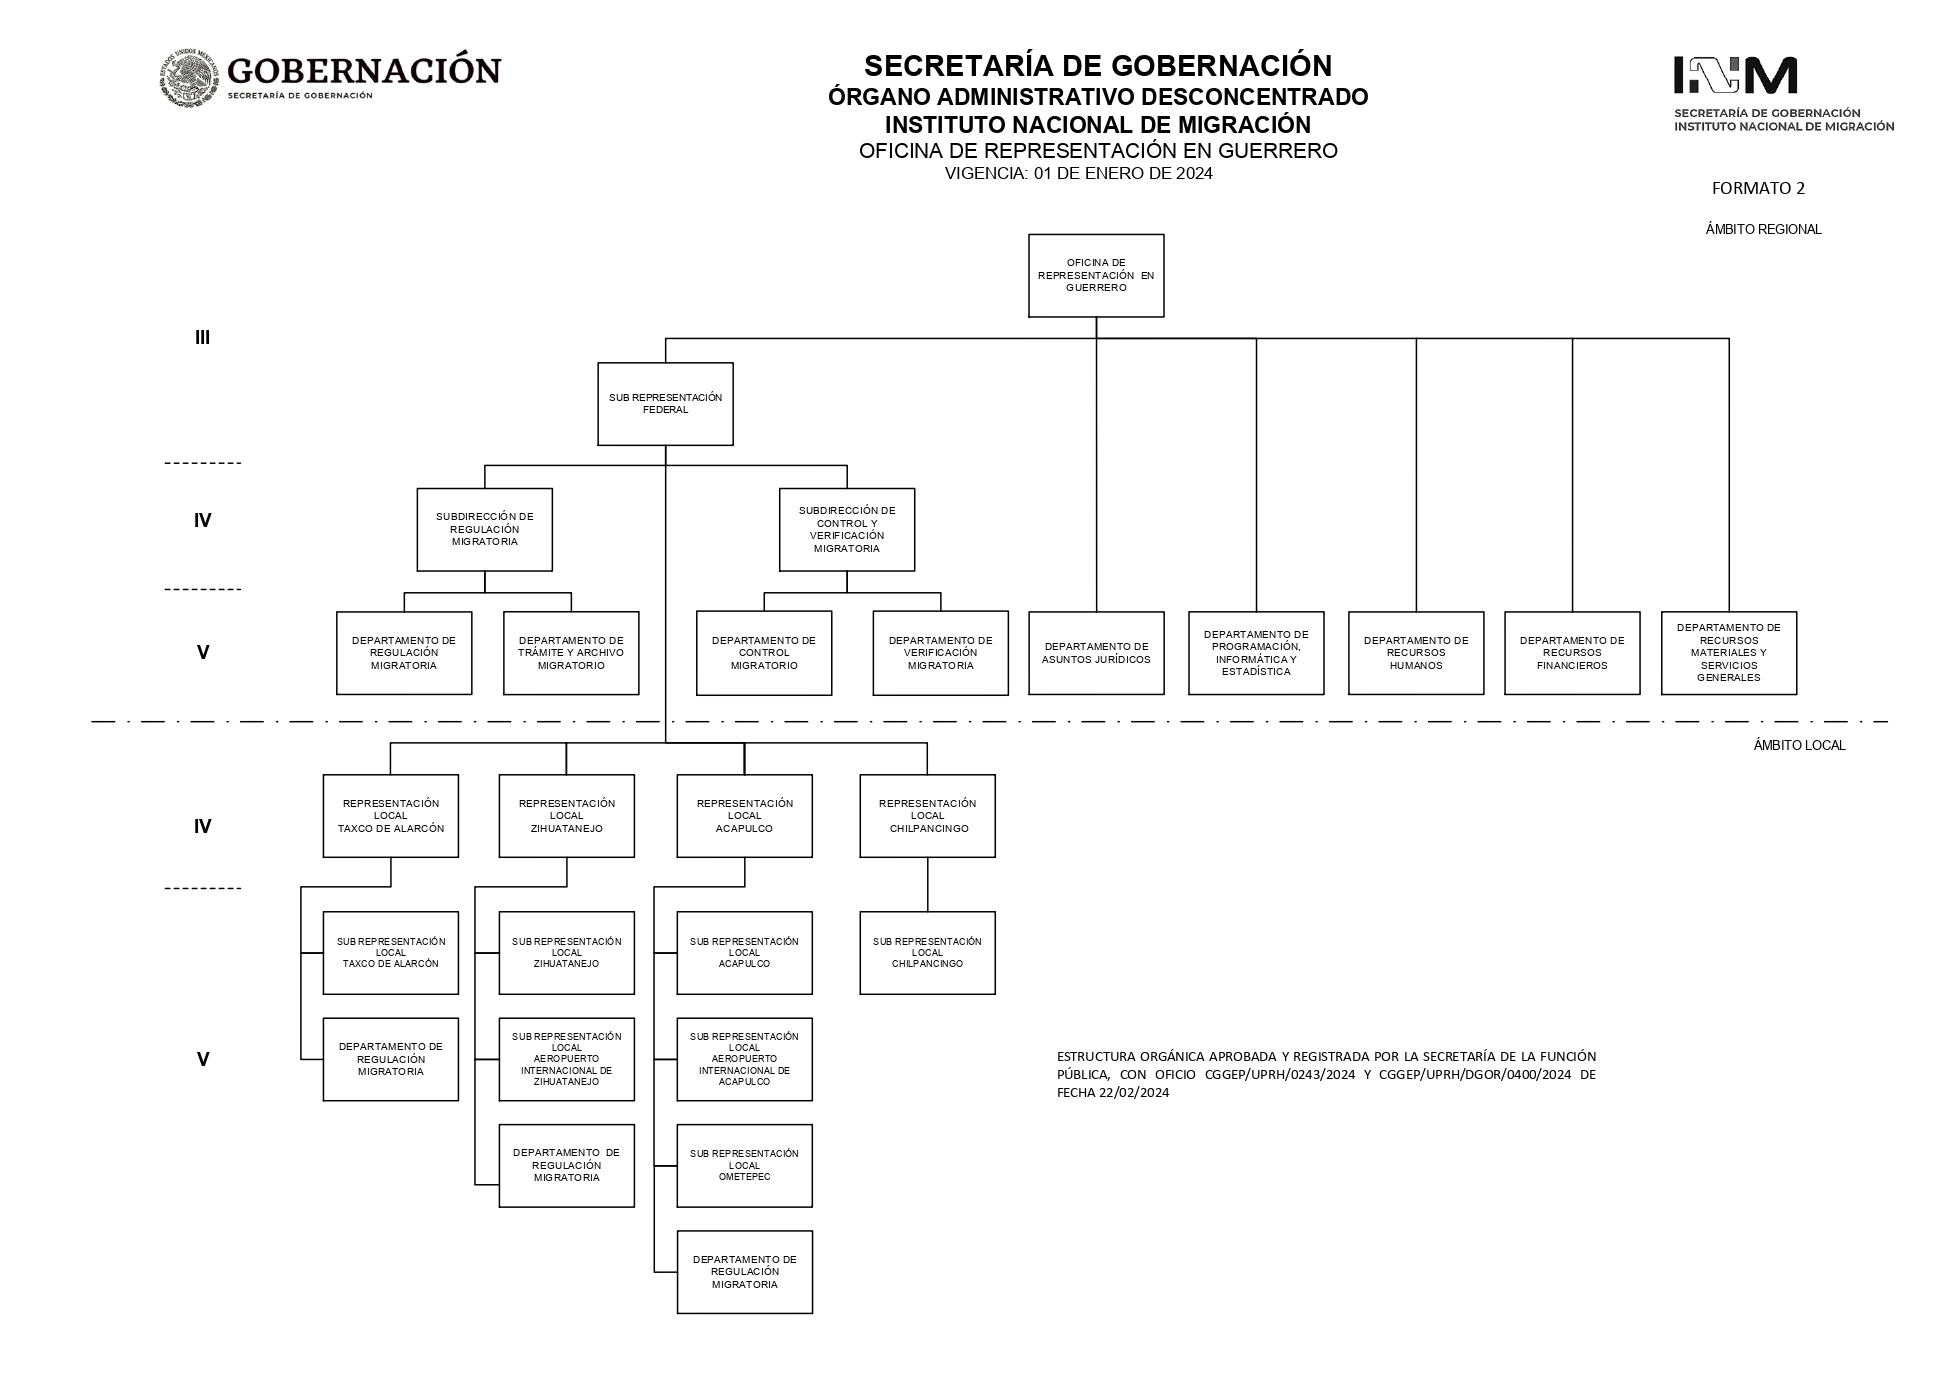 ESTADOS UNIDOS MEXICANOS
GOBERNACIÓN
SECRETARÍA DE GOBERNACIÓN
SECRETARÍA DE GOBERNACIÓN
ÓRGANO ADMINISTRATIVO DESCONCENTRADO
INSTITUTO NACIONAL DE MIGRACIÓN
OFICINA DE REPRESENTACIÓN EN GUERRERO
VIGENCIA: 01 DE ENERO DE 2024
INM
SECRETARÍA DE GOBERNACIÓN
INSTITUTO NACIONAL DE MIGRACIÓN
FORMATO 2
ÁMBITO REGIONAL
OFICINA DE
REPRESENTACIÓN EN
GUERRERO
III
SUB REPRESENTACIÓN
FEDERAL
IV
SUBDIRECCIÓN DE
REGULACIÓN
MIGRATORIA
SUBDIRECCIÓN DE
CONTROL Y
VERIFICACIÓN
MIGRATORIA
V
DEPARTAMENTO DE
REGULACIÓN
MIGRATORIA
DEPARTAMENTO DE
TRÁMITE Y ARCHIVO
MIGRATORIO
DEPARTAMENTO DE
CONTROL
MIGRATORIO
DEPARTAMENTO DE
VERIFICACIÓN
MIGRATORIA
DEPARTAMENTO DE
ASUNTOS JURÍDICOS
DEPARTAMENTO DE
PROGRAMACIÓN,
INFORMÁTICA Y
ESTADÍSTICA
DEPARTAMENTO DE
RECURSOS
HUMANOS
DEPARTAMENTO DE
RECURSOS
FINANCIEROS
DEPARTAMENTO DE
RECURSOS
MATERIALES Y
SERVICIOS
GENERALES
ÁMBITO LOCAL
IV
REPRESENTACIÓN
LOCAL
TAXCO DE ALARCÓN
REPRESENTACIÓN
LOCAL
ZIHUATANEJO
REPRESENTACIÓN
LOCAL
ACAPULCO
REPRESENTACIÓN
LOCAL
CHILPANCINGO
SUB REPRESENTACIÓN
LOCAL
TAXCO DE ALARCÓN
SUB REPRESENTACIÓN
LOCAL
ZIHUATANEJO
SUB REPRESENTACIÓN
LOCAL
ACAPULCO
SUB REPRESENTACIÓN
LOCAL
CHILPANCINGO
V
DEPARTAMENTO DE
REGULACIÓN
MIGRATORIA
SUB REPRESENTACIÓN
LOCAL
AEROPUERTO
INTERNACIONAL DE
ZIHUATANEJO
SUB REPRESENTACIÓN
LOCAL
AEROPUERTO
INTERNACIONAL DE
ACAPULCO
ESTRUCTURA ORGÁNICA APROBADA Y REGISTRADA POR LA SECRETARÍA DE LA FUNCIÓN
PÚBLICA, CON OFICIO CGGEP/UPRH/0243/2024 Y CGGEP/UPRH/DGOR/0400/2024 DE
FECHA 22/02/2024
DEPARTAMENTO DE
REGULACIÓN
MIGRATORIA
SUB REPRESENTACIÓN
LOCAL
OMETEPEC
DEPARTAMENTO DE
REGULACIÓN
MIGRATORIA